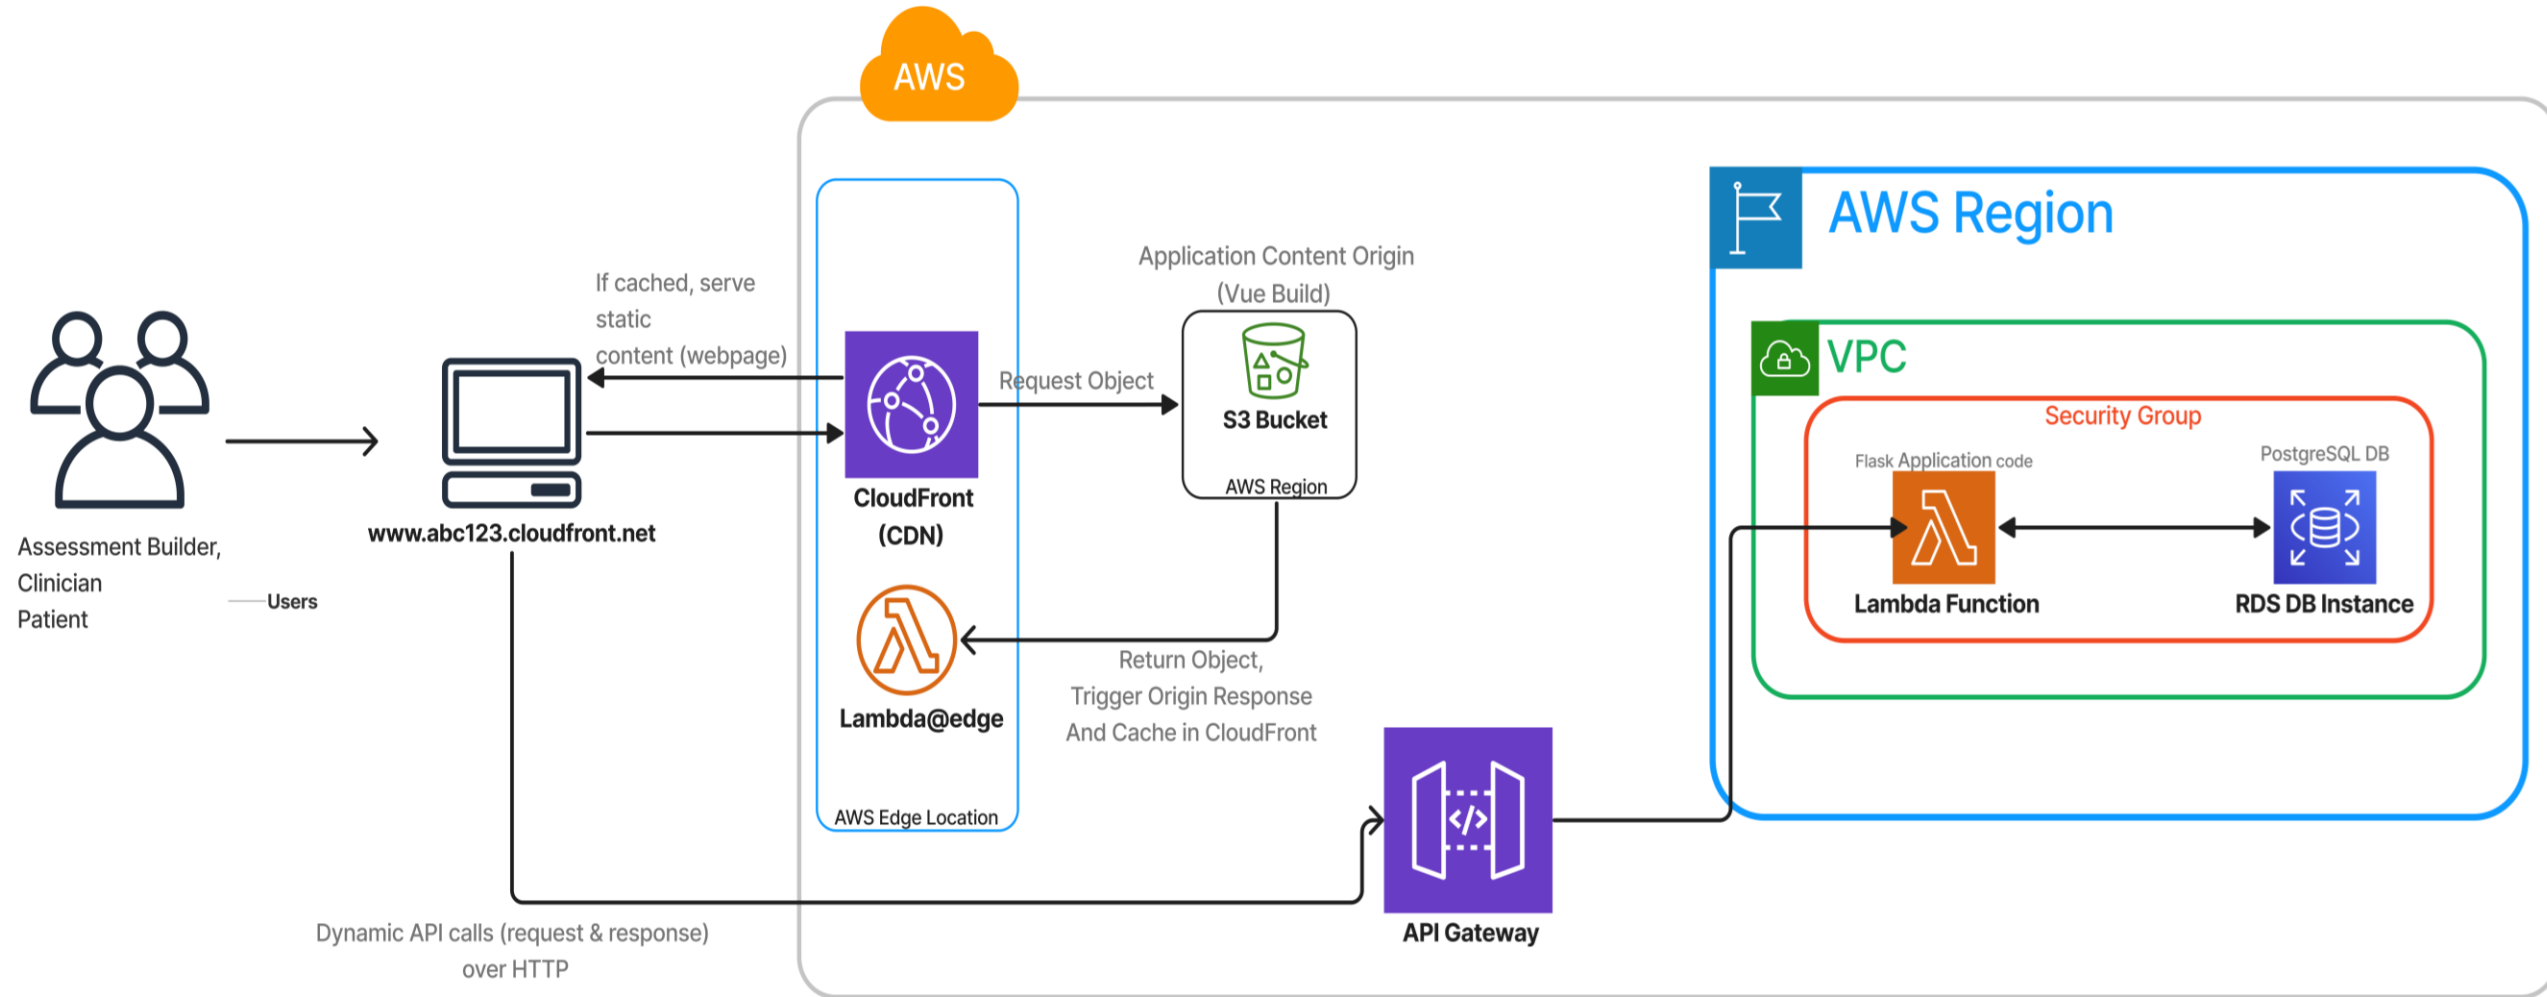 AWS
AWS Region
Application Content Origin
(Vue Build)
If cached, serve
static
content (webpage)
VPC
Request Object
S3 Bucket
Security Group
Flask Application code
PostgreSQL DB
AWS Region
CloudFront
(CDN)
www.abc123.cloudfront.net
Assessment Builder,
Clinician
Patient
Users
Lambda Function
RDS DB Instance
Return Object,
Trigger Origin Response
And Cache in CloudFront
Lambda@edge
AWS Edge Location
</>
API Gateway
Dynamic API calls (request & response)
over HTTP